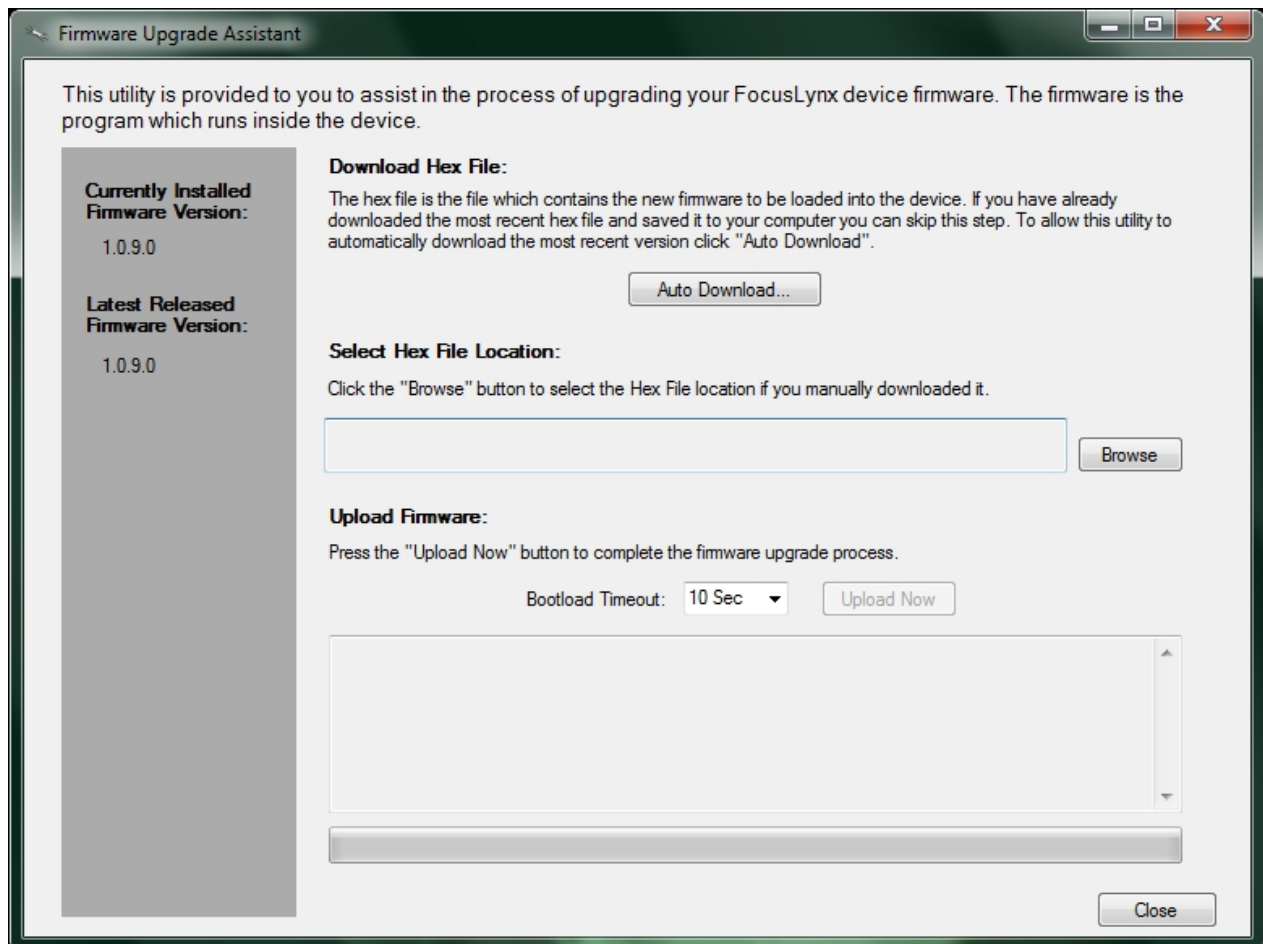 Firmware Upgrade Assistant
This utility is provided to you to assist in the process of upgrading your FocusLynx device firmware. The firmware is the
program which runs inside the device.
Currently Installed
Firmware Version:
1.0.9.0
Latest Released
Firmware Version:
1.0.9.0
Download Hex File:
The hex file is the file which contains the new firmware to be loaded into the device. If you have already
downloaded the most recent hex file and saved it to your computer you can skip this step. To allow this utility to
automatically download the most recent version click "Auto Download".
Auto Download...
Select Hex File Location:
Click the "Browse" button to select the Hex File location if you manually downloaded it.
Browse
Upload Firmware:
Press the "Upload Now" button to complete the firmware upgrade process.
Bootload Timeout: 10 Sec Upload Now
Close